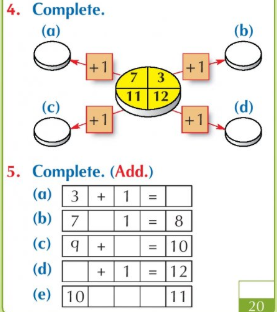 4. Complete.
(a) (b)
+1 +1
7 3
11 12
(c) (d)
+1 +1
5. Complete. (Add.)
(a) 3 + 1 =
(b) 7 1 = 8
(c) 9 + = 10
(d) + 1 = 12
(e) 10 11
20